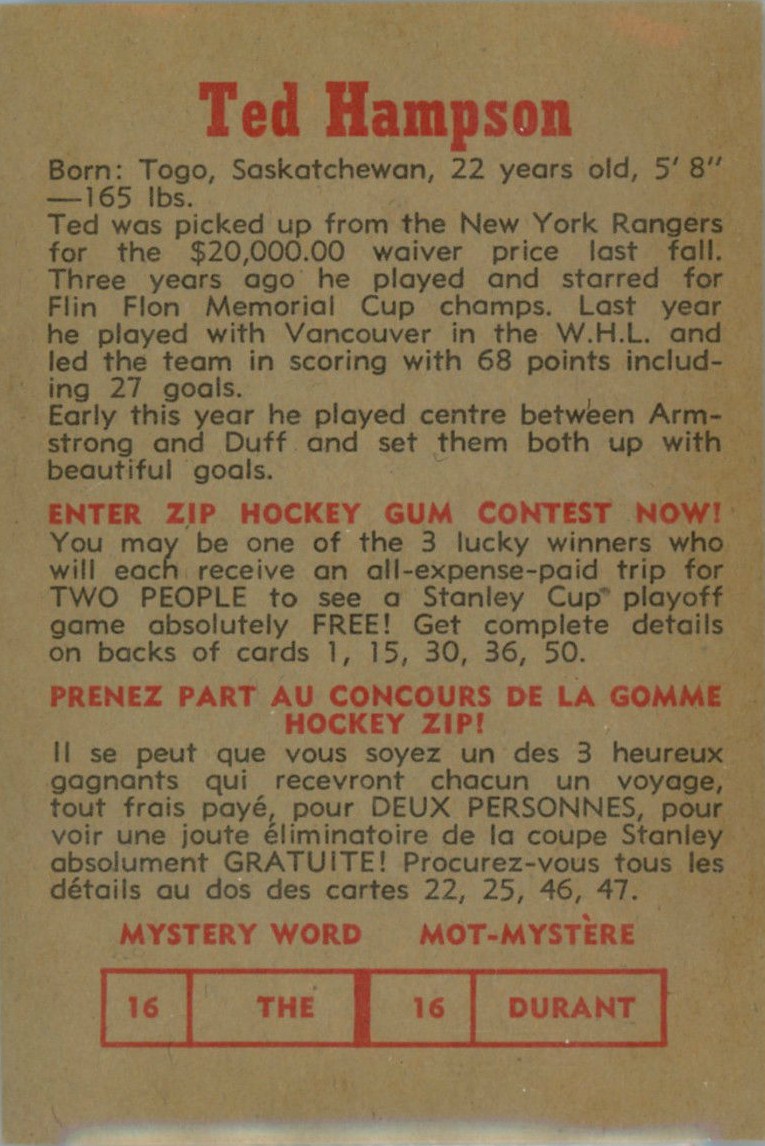 Ted Hampson
Born: Togo, Saskatchewan, 22 years old, 5' 8"
—165 lbs.
Ted was picked up from the New York Rangers
for the $20,000.00 waiver price last fall.
Three years ago he played and starred for
Flin Flon Memorial Cup champs. Last year
he played with Vancouver in the W.H.L. and
led the team in scoring with 68 points includ-
ing 27 goals.
Early this year he played centre between Arm-
strong and Duff and set them both up with
beautiful goals.
ENTER ZIP HOCKEY GUM CONTEST NOW!
You may be one of the 3 lucky winners who
will each receive an all-expense-paid trip for
TWO PEOPLE to see a Stanley Cup playoff
game absolutely FREE! Get complete details
on backs of cards 1, 15, 30, 36, 50.
PRENEZ PART AU CONCOURS DE LA GOMME
HOCKEY ZIP!
Il se peut que vous soyez un des 3 heureux
gagnants qui recevront chacun un voyage,
tout frais payé, pour DEUX PERSONNES, pour
voir une joute éliminatoire de la coupe Stanley
absolument GRATUITE! Procurez-vous tous les
détails au dos des cartes 22, 25, 46, 47.
MYSTERY WORD MOT-MYSTÈRE
16 THE 16 DURANT